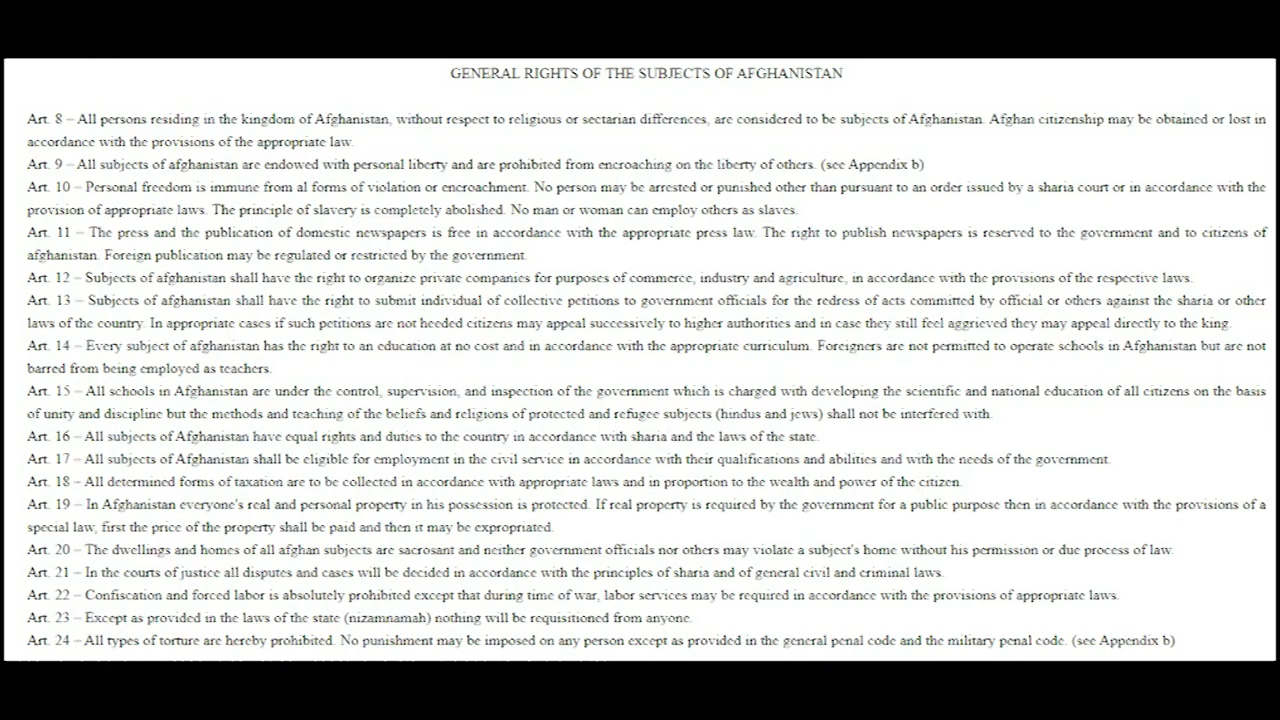 GENERAL RIGHTS OF THE SUBJECTS OF AFGHANISTAN
Art. 8 – All persons residing in the kingdom of Afghanistan, without respect to religious or sectarian differences, are considered to be subjects of Afghanistan. Afghan citizenship may be obtained or lost in
accordance with the provisions of the appropriate law.
Art. 9 – All subjects of afghanistan are endowed with personal liberty and are prohibited from encroaching on the liberty of others. (see Appendix b)
Art. 10 – Personal freedom is immune from al forms of violation or encroachment. No person may be arrested or punished other than pursuant to an order issued by a sharia court or in accordance with the
provision of appropriate laws. The principle of slavery is completely abolished. No man or woman can employ others as slaves.
Art. 11 – The press and the publication of domestic newspapers is free in accordance with the appropriate press law. The right to publish newspapers is reserved to the government and to citizens of
afghanistan. Foreign publication may be regulated or restricted by the government.
Art. 12 – Subjects of afghanistan shall have the right to organize private companies for purposes of commerce, industry and agriculture, in accordance with the provisions of the respective laws.
Art. 13 – Subjects of afghanistan shall have the right to submit individual of collective petitions to government officials for the redress of acts committed by official or others against the sharia or other
laws of the country. In appropriate cases if such petitions are not heeded citizens may appeal successively to higher authorities and in case they still feel aggrieved they may appeal directly to the king.
Art. 14 – Every subject of afghanistan has the right to an education at no cost and in accordance with the appropriate curriculum. Foreigners are not permitted to operate schools in Afghanistan but are not
barred from being employed as teachers.
Art. 15 – All schools in Afghanistan are under the control, supervision, and inspection of the government which is charged with developing the scientific and national education of all citizens on the basis
of unity and discipline but the methods and teaching of the beliefs and religions of protected and refugee subjects (hindus and jews) shall not be interfered with.
Art. 16 – All subjects of Afghanistan have equal rights and duties to the country in accordance with sharia and the laws of the state.
Art. 17 – All subjects of Afghanistan shall be eligible for employment in the civil service in accordance with their qualifications and abilities and with the needs of the government.
Art. 18 – All determined forms of taxation are to be collected in accordance with appropriate laws and in proportion to the wealth and power of the citizen.
Art. 19 – In Afghanistan everyone's real and personal property in his possession is protected. If real property is required by the government for a public purpose then in accordance with the provisions of a
special law, first the price of the property shall be paid and then it may be expropriated.
Art. 20 – The dwellings and homes of all afghan subjects are sacrosant and neither government officials nor others may violate a subject's home without his permission or due process of law.
Art. 21 – In the courts of justice all disputes and cases will be decided in accordance with the principles of sharia and of general civil and criminal laws.
Art. 22 – Confiscation and forced labor is absolutely prohibited except that during time of war, labor services may be required in accordance with the provisions of appropriate laws.
Art. 23 – Except as provided in the laws of the state (nizamnamah) nothing will be requisitioned from anyone.
Art. 24 – All types of torture are hereby prohibited. No punishment may be imposed on any person except as provided in the general penal code and the military penal code. (see Appendix b)